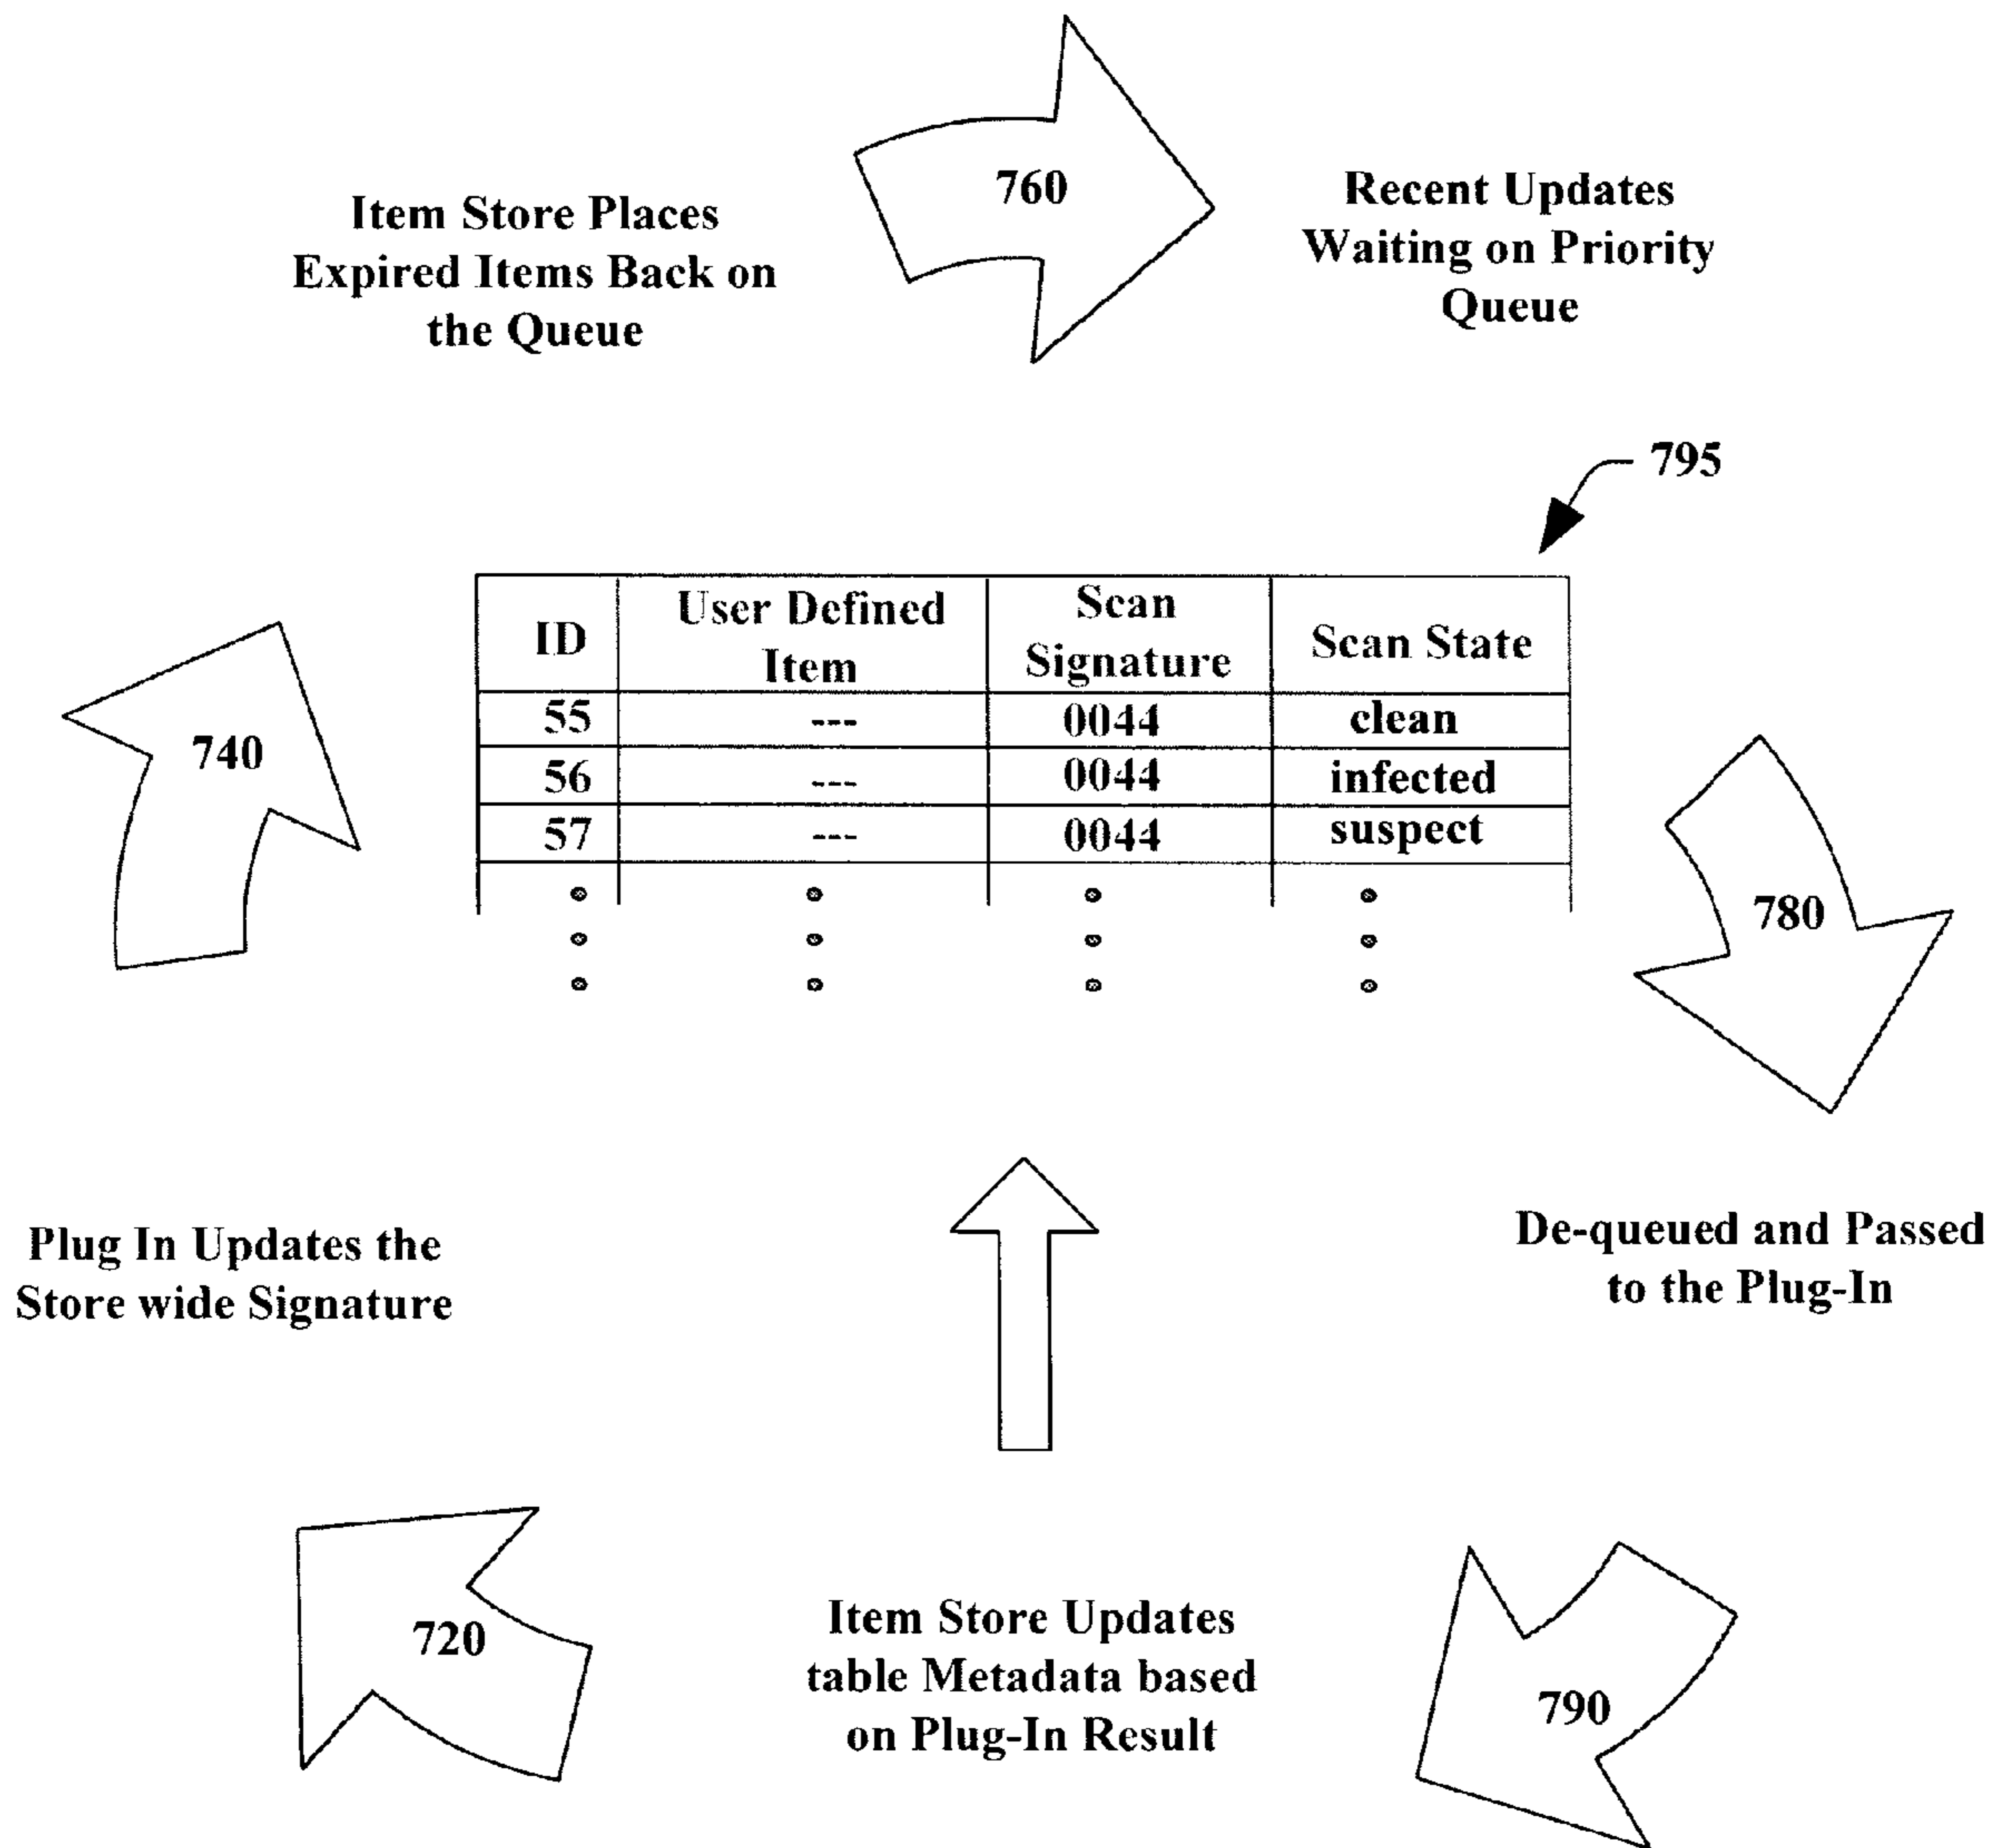 760
Item Store Places
Expired Items Back on
the Queue
Recent Updates
Waiting on Priority
Queue
795
ID
User Defined
Item
Scan
Signature
Scan State
55 --- 0044 clean
56 --- 0044 infected
57 --- 0044 suspect
740
780
Plug In Updates the
Store wide Signature
De-queued and Passed
to the Plug-In
720
Item Store Updates
table Metadata based
on Plug-In Result
790